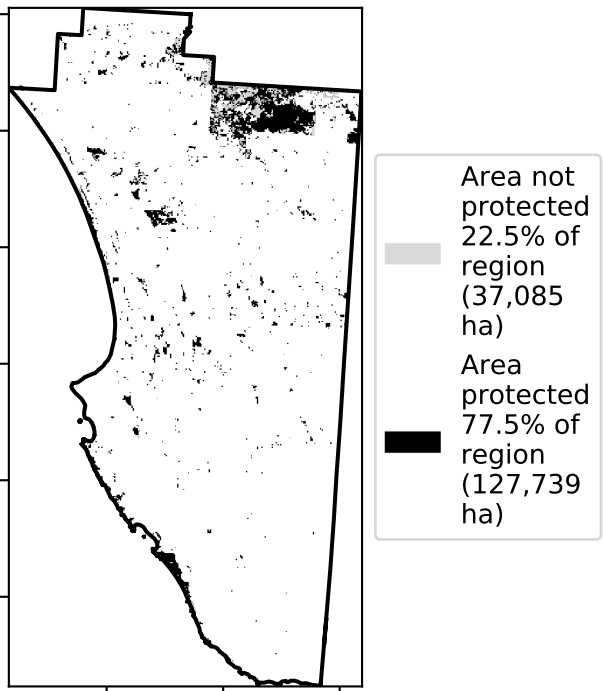 Area not
protected
22.5% of
region
(37,085
ha)
Area
protected
77.5% of
region
(127,739
ha)